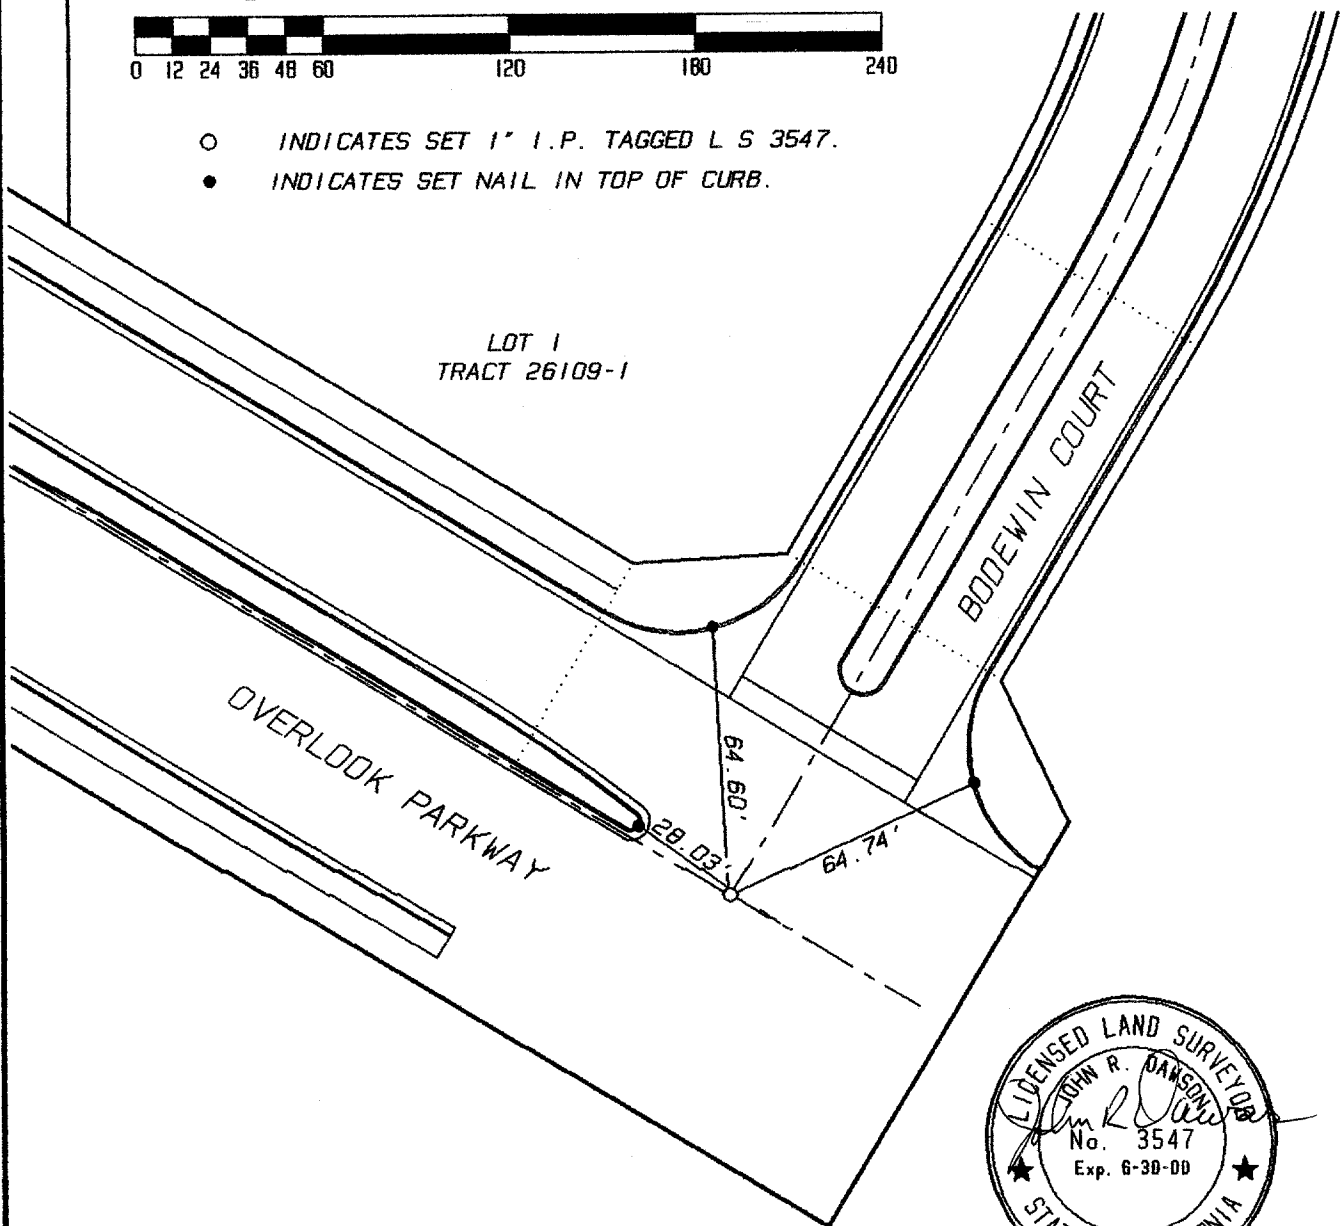 0 12 24 36 48 60 120 180 240
INDICATES SET 1" I.P. TAGGED L S 3547.
INDICATES SET NAIL IN TOP OF CURB.
LOT 1
TRACT 26109-1
BODEWIN COURT
OVERLOOK PARKWAY
64.60'
28.03'
64.74'
LICENSED LAND SURVEYOR
JOHN R. DAWSON
John R Dawson
No. 3547
Exp. 6-30-00